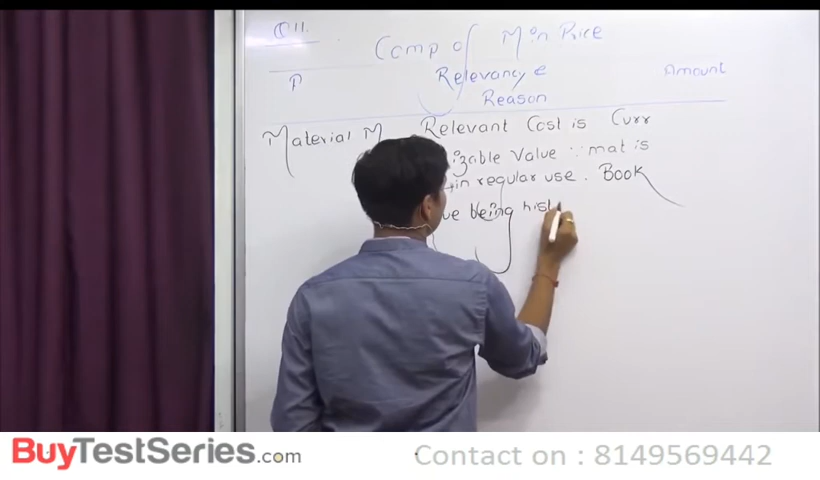 Q 11.
Comp of Min Price
P Relevancy & Amount
Reason
Material M Relevant Cost is Curr
izable Value ∵ mat is
in regular use. Book
ue being hist
BuyTestSeries.com Contact on : 8149569442